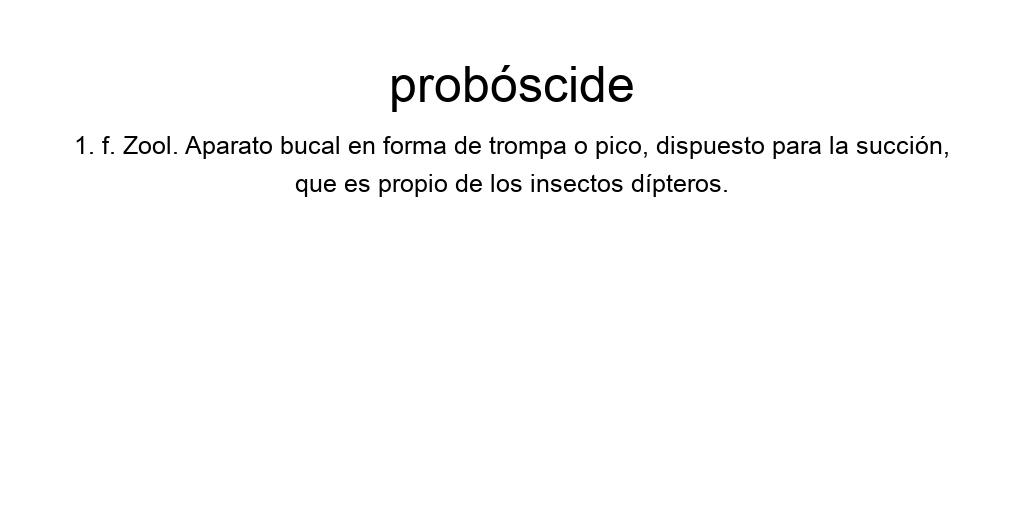 probóscide
1. f. Zool. Aparato bucal en forma de trompa o pico, dispuesto para la succión,
que es propio de los insectos dípteros.